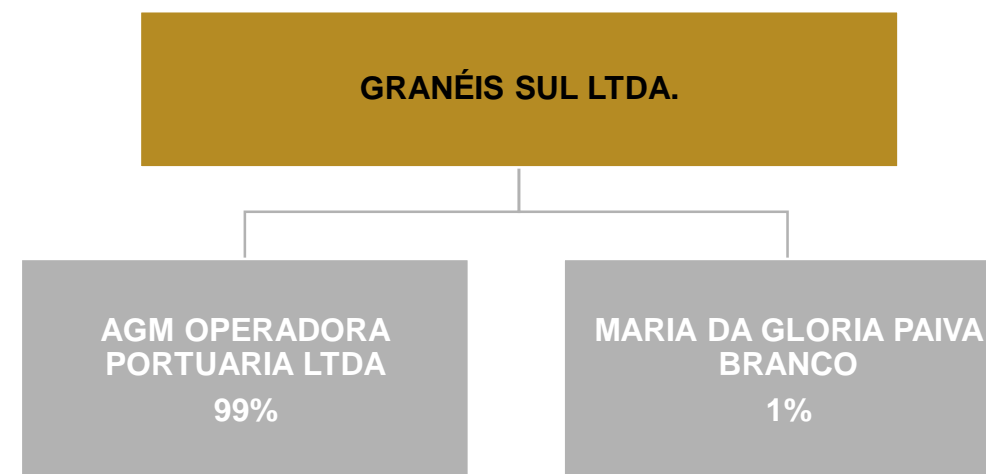 GRANÉIS SUL LTDA.
AGM OPERADORA
PORTUARIA LTDA
99%
MARIA DA GLORIA PAIVA
BRANCO
1%